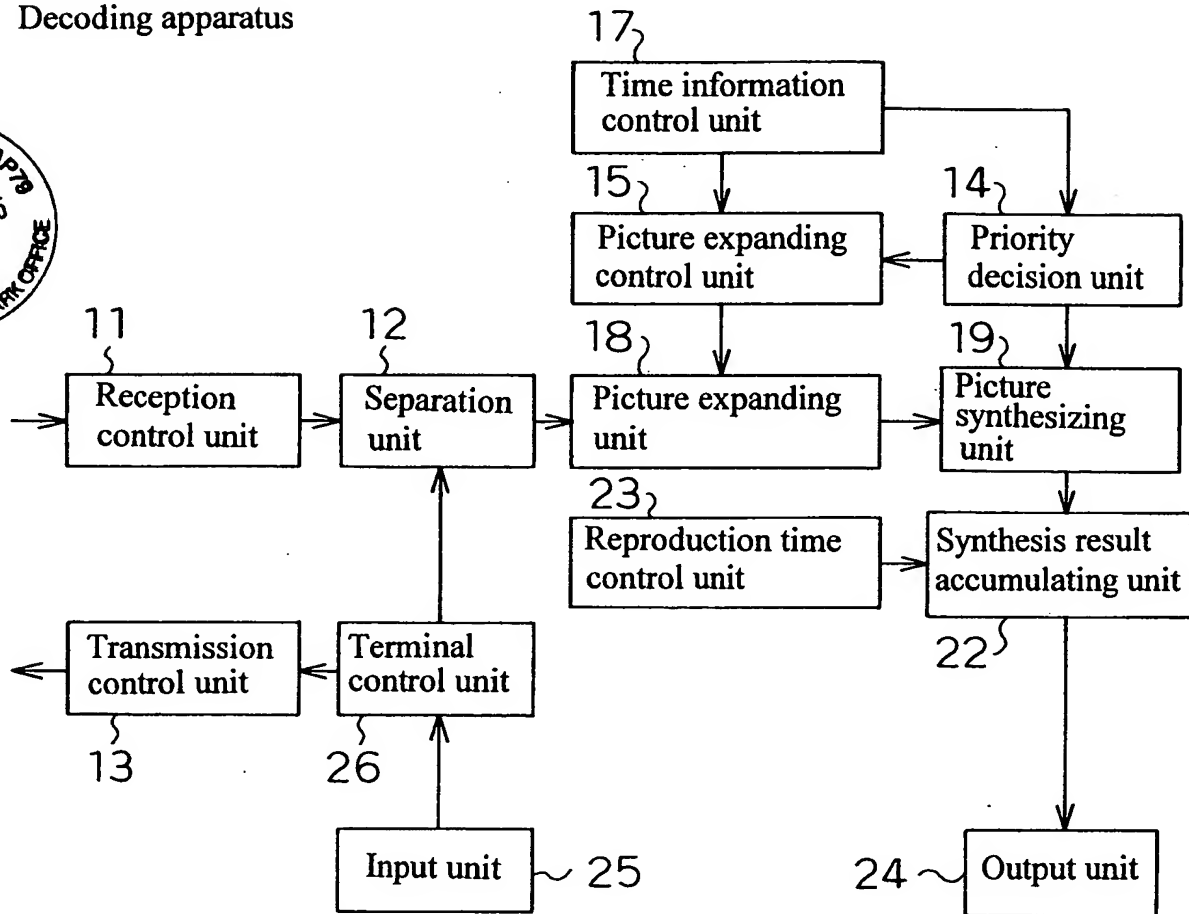 Decoding apparatus
17
Time information
control unit
15
Picture expanding
control unit
14
Priority
decision unit
11
Reception
control unit
12
Separation
unit
18
Picture expanding
unit
19
Picture
synthesizing
unit
23
Reproduction time
control unit
Synthesis result
accumulating unit
22
Transmission
control unit
13
Terminal
control unit
26
Input unit
25
24
Output unit
OFFICE